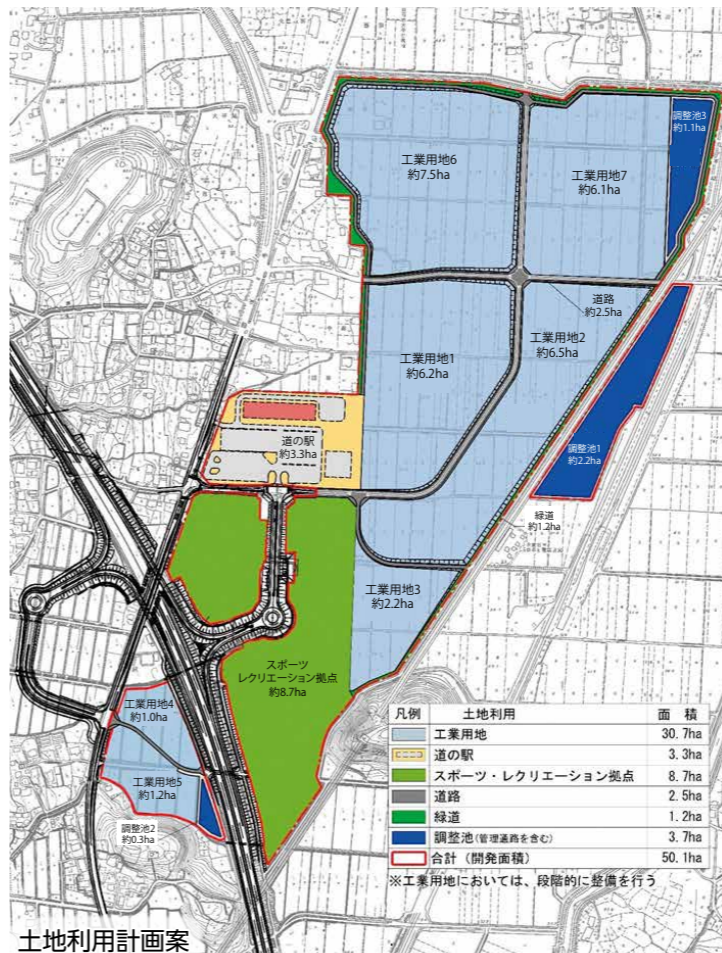 調整池3
約1.1ha
工業用地6
約7.5ha
工業用地7
約6.1ha
道路
約2.5ha
工業用地2
約6.5ha
工業用地1
約6.2ha
道の駅
約3.3ha
調整池1
約2.2ha
緑道
約1.2ha
工業用地3
約2.2ha
スポーツ
レクリエーション拠点
約8.7ha
工業用地4
約1.0ha
工業用地5
約1.2ha
調整池2
約0.3ha
凡例 土地利用 面 積
工業用地 30.7ha
道の駅 3.3ha
スポーツ・レクリエーション拠点 8.7ha
道路 2.5ha
緑道 1.2ha
調整池(管理通路を含む) 3.7ha
合計（開発面積） 50.1ha
※工業用地においては、段階的に整備を行う
土地利用計画案